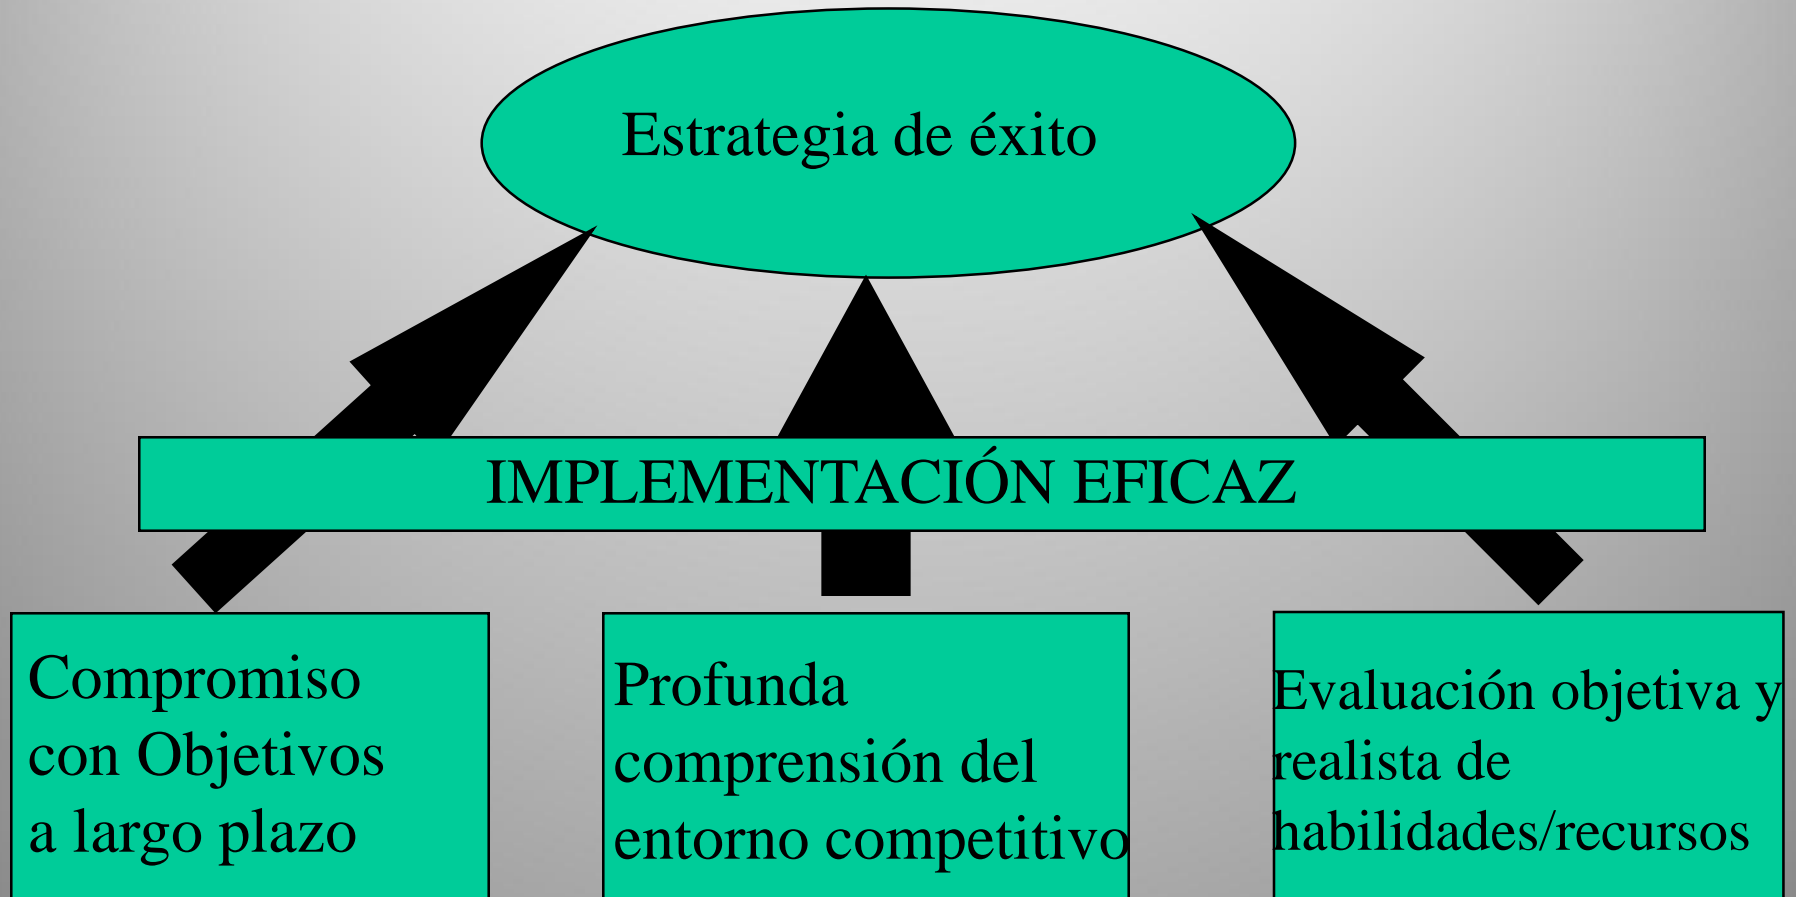 Estrategia de éxito
IMPLEMENTACIÓN EFICAZ
Compromiso
con Objetivos
a largo plazo
Profunda
comprensión del
entorno competitivo
Evaluación objetiva y
realista de
habilidades/recursos